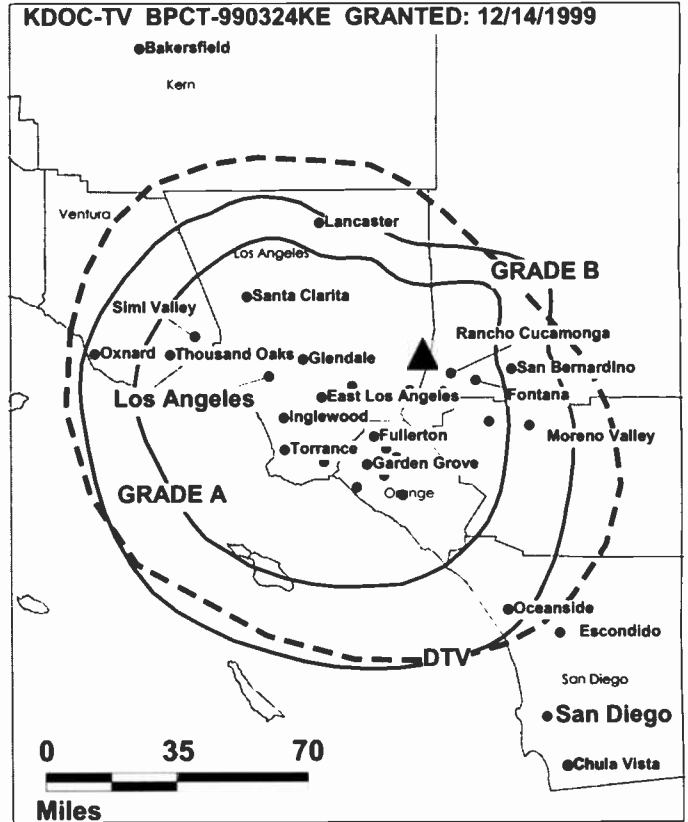 KDOC-TV BPCT-990324KE GRANTED: 12/14/1999
Bakersfield
Kern
Ventura
Lancaster
Los Angeles
GRADE B
Santa Clarita
Simi Valley
Rancho Cucamonga
Oxnard
Thousand Oaks
Glendale
San Bernardino
Los Angeles
East Los Angeles
Fontana
Inglewood
Fullerton
Moreno Valley
Torrance
Garden Grove
GRADE A
Orange
Oceanside
Escondido
DTV
San Diego
San Diego
0 35 70
Chula Vista
Miles